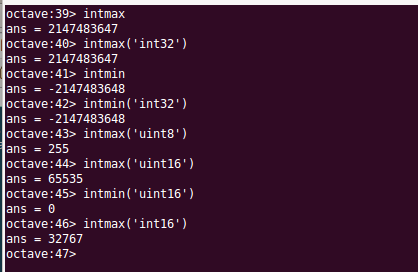 octave:39> intmax
ans = 2147483647
octave:40> intmax('int32')
ans = 2147483647
octave:41> intmin
ans = -2147483648
octave:42> intmin('int32')
ans = -2147483648
octave:43> intmax('uint8')
ans = 255
octave:44> intmax('uint16')
ans = 65535
octave:45> intmin('uint16')
ans = 0
octave:46> intmax('int16')
ans = 32767
octave:47>